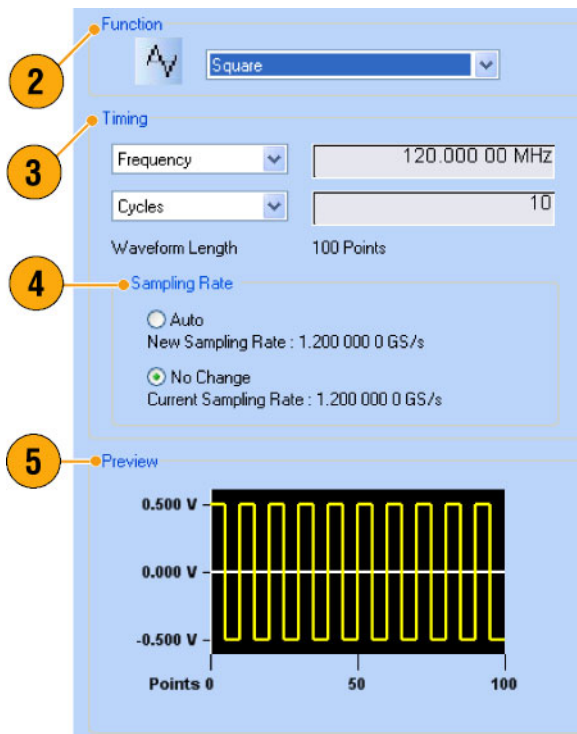 Function
2
Square
Timing
3
Frequency 120.000 00 MHz
Cycles 10
Waveform Length 100 Points
4
Sampling Rate
Auto
New Sampling Rate : 1.200 000 0 GS/s
No Change
Current Sampling Rate : 1.200 000 0 GS/s
5
Preview
0.500 V
0.000 V
-0.500 V
Points 0 50 100